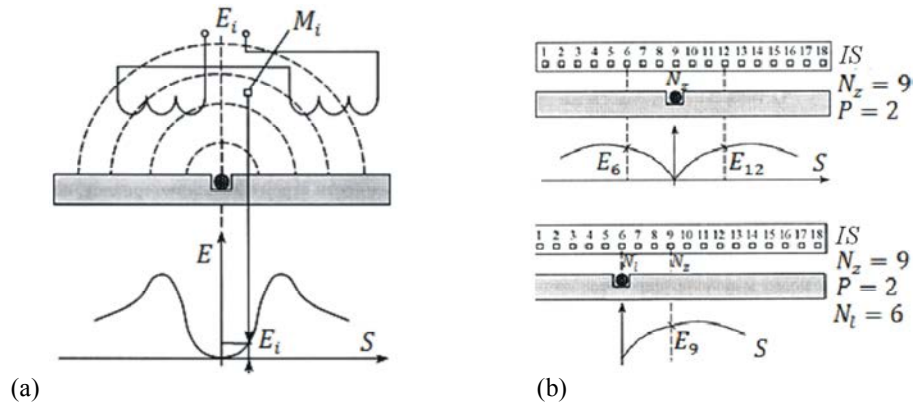 E_i M_i
E
E_i S
(a)
1 2 3 4 5 6 7 8 9 10 11 12 13 14 15 16 17 18 IS
N_z N_z = 9
P = 2
E_6 E_12 S
1 2 3 4 5 6 7 8 9 10 11 12 13 14 15 16 17 18 IS
N_l N_z N_z = 9
P = 2
N_l = 6
E_9 S
(b)